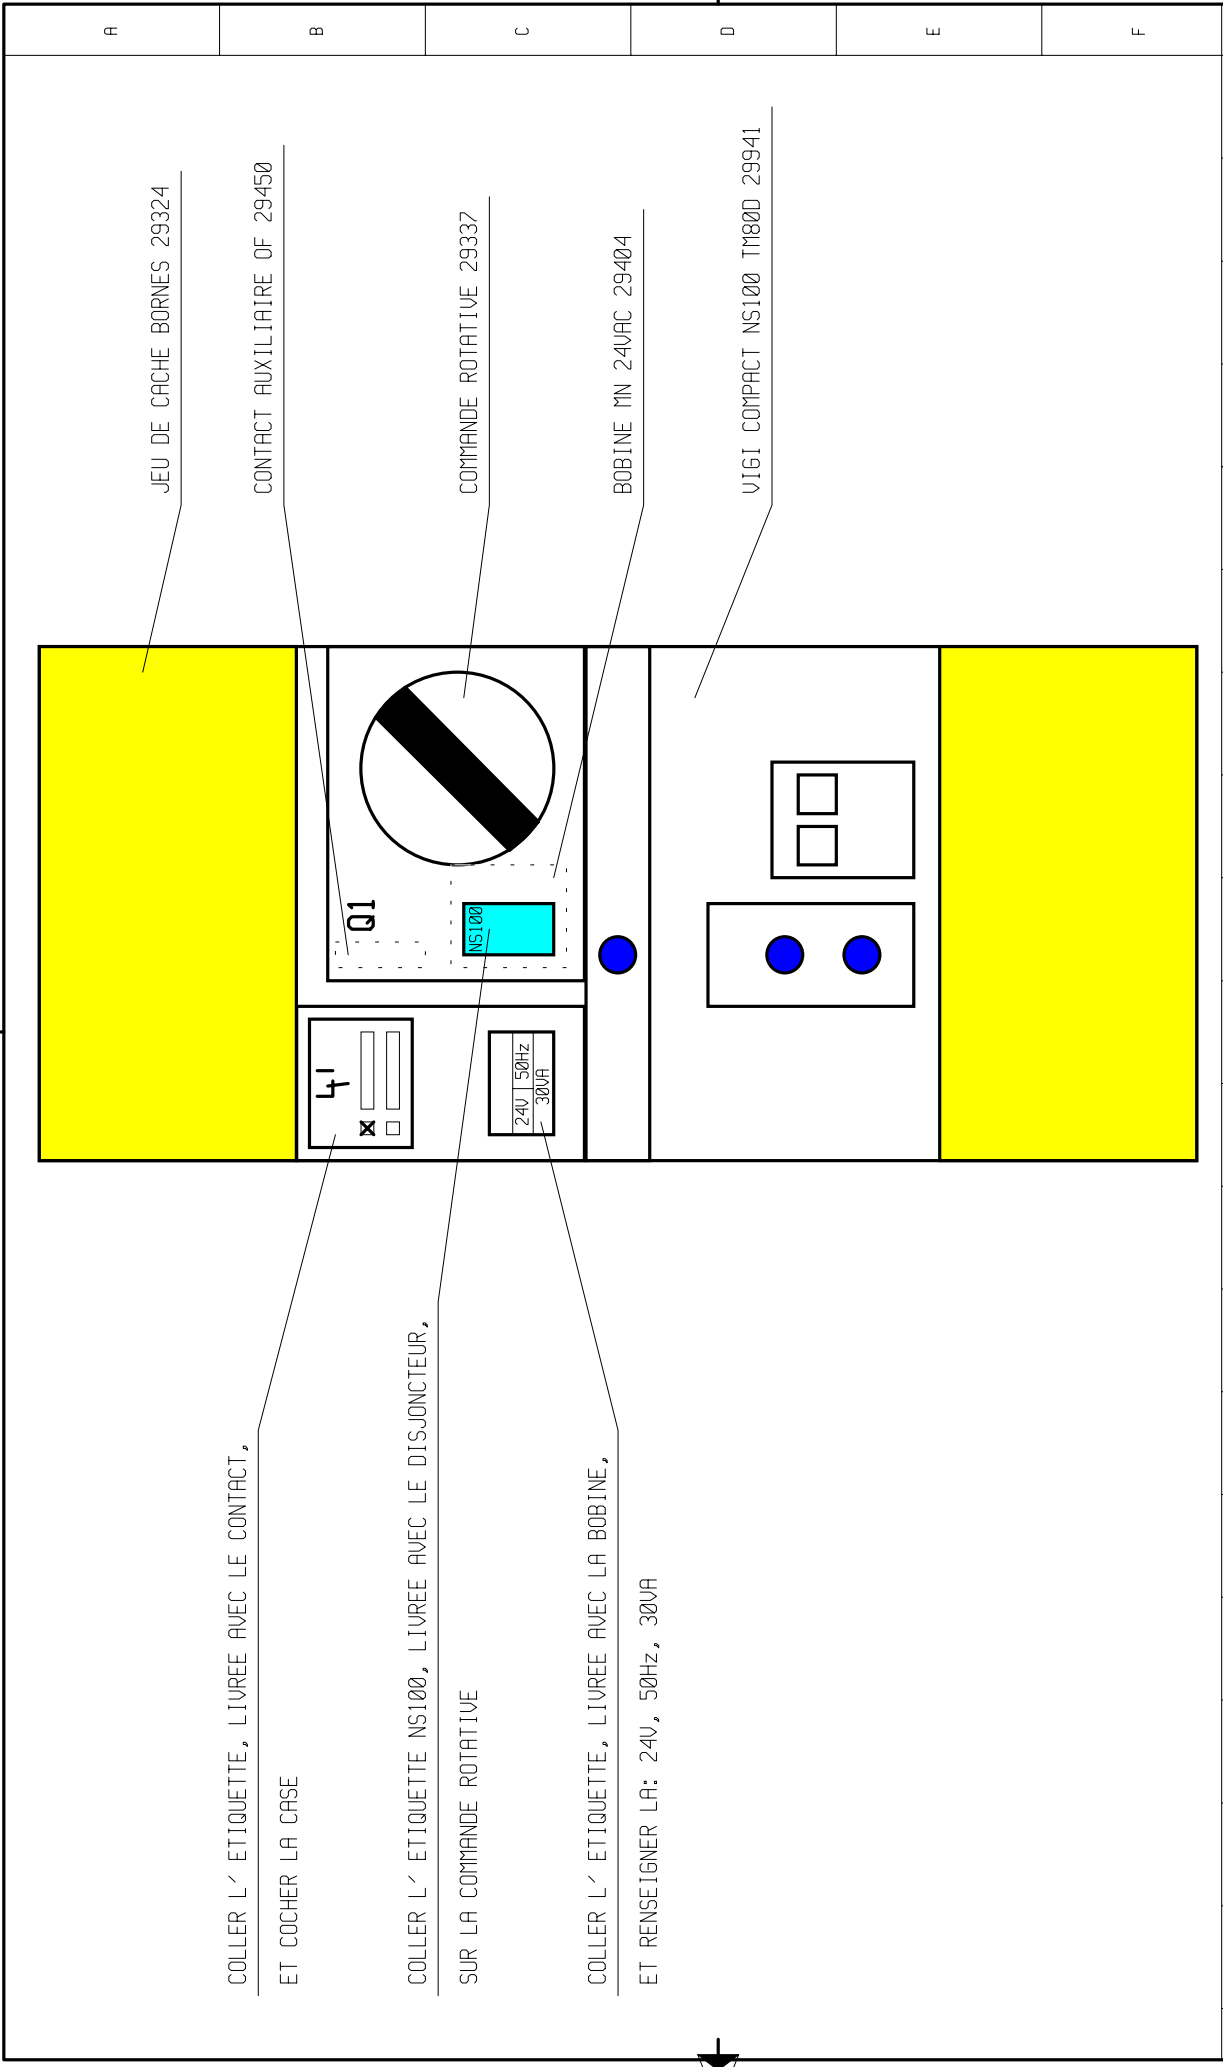 A
B
C
D
E
F
JEU DE CACHE BORNES 29324
CONTACT AUXILIAIRE OF 29450
COMMANDE ROTATIVE 29337
BOBINE MN 24VAC 29404
VIGI COMPACT NS100 TM80D 29941
Q1
NS100
24V 50Hz
30VA
COLLER L' ETIQUETTE, LIVREE AVEC LE CONTACT,
ET COCHER LA CASE
COLLER L' ETIQUETTE NS100, LIVREE AVEC LE DISJONCTEUR,
SUR LA COMMANDE ROTATIVE
COLLER L' ETIQUETTE, LIVREE AVEC LA BOBINE,
ET RENSEIGNER LA: 24V, 50Hz, 30VA